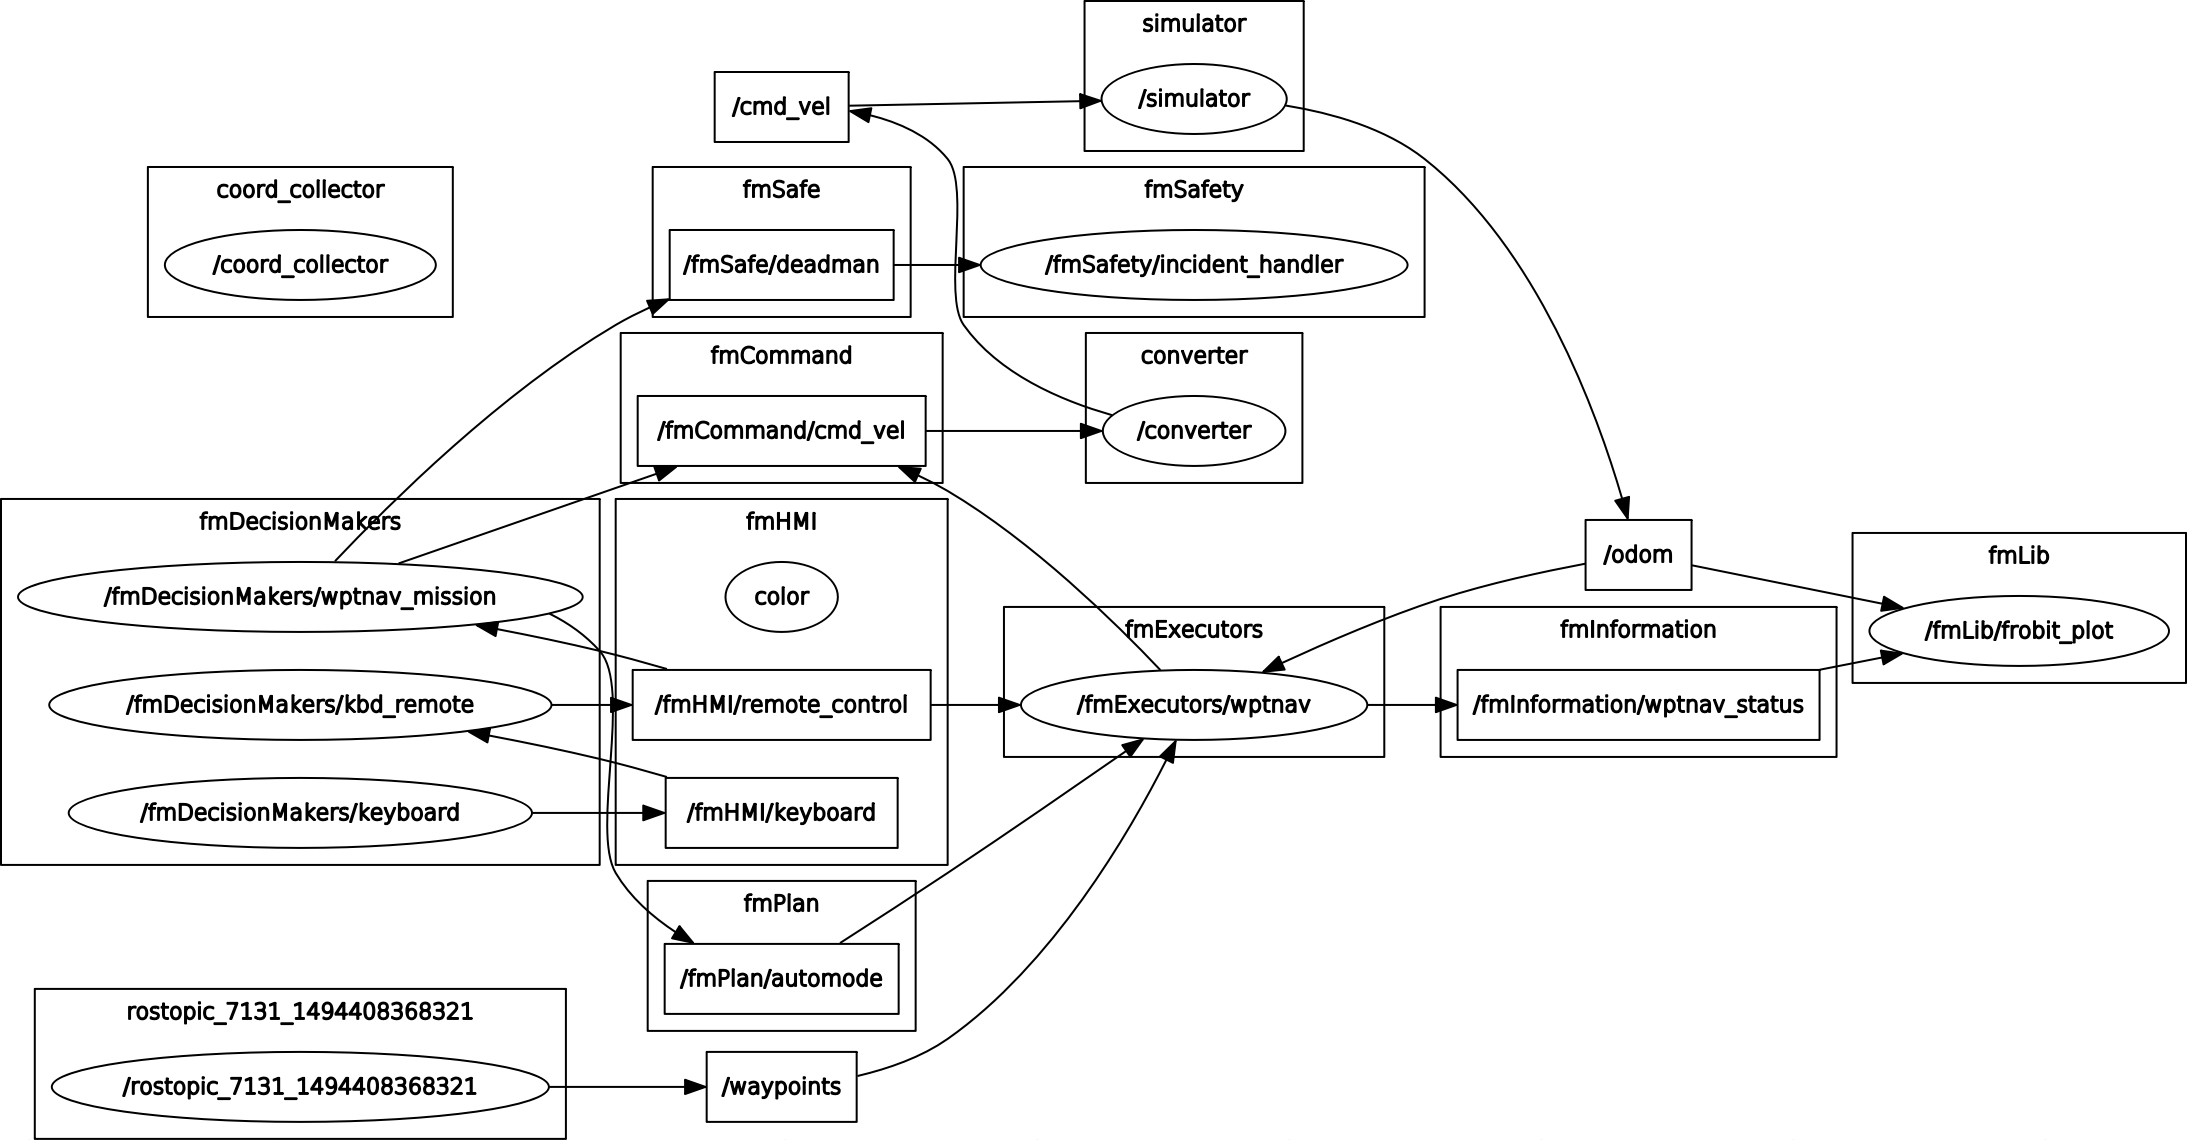 simulator
/cmd_vel
/simulator
coord_collector
fmSafe
fmSafety
/coord_collector
/fmSafe/deadman
/fmSafety/incident_handler
fmCommand
converter
/fmCommand/cmd_vel
/converter
fmDecisionMakers
fmHMI
/odom
fmLib
/fmDecisionMakers/wptnav_mission
color
fmExecutors
fmInformation
/fmLib/frobit_plot
/fmDecisionMakers/kbd_remote
/fmHMI/remote_control
/fmExecutors/wptnav
/fmInformation/wptnav_status
/fmDecisionMakers/keyboard
/fmHMI/keyboard
fmPlan
/fmPlan/automode
rostopic_7131_1494408368321
/rostopic_7131_1494408368321
/waypoints